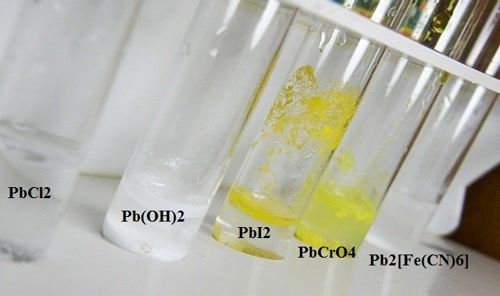 PbCl2
Pb(OH)2
PbI2
PbCrO4
Pb2[Fe(CN)6]